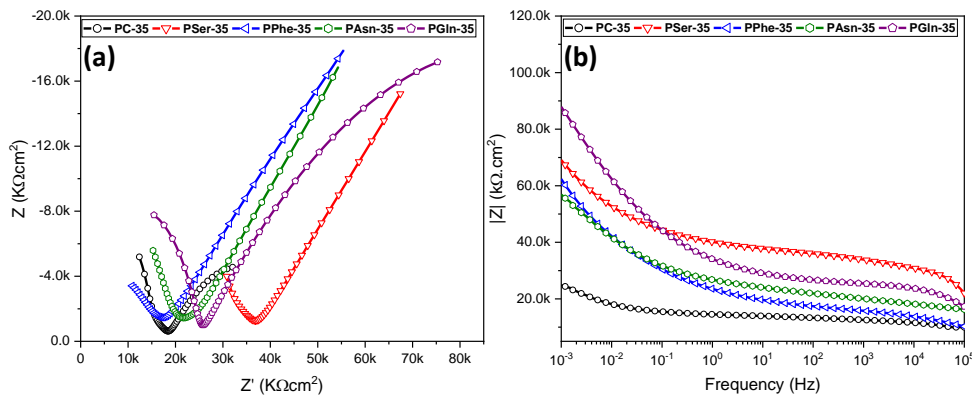 PC-35 PSer-35 PPhe-35 PAsn-35 PGln-35
(a)
-20.0k
-16.0k
-12.0k
-8.0k
-4.0k
0.0
10k 20k 30k 40k 50k 60k 70k 80k
Z (KΩcm²)
Z' (KΩcm²)
PC-35 PSer-35 PPhe-35 PAsn-35 PGln-35
(b)
120.0k
100.0k
80.0k
60.0k
40.0k
20.0k
10⁻³ 10⁻² 10⁻¹ 10⁰ 10¹ 10² 10³ 10⁴ 10⁵
|Z| (kΩ.cm²)
Frequency (Hz)